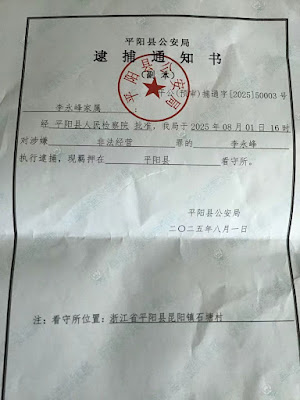 平阳县公安局
逮捕通知书
（副本）
捕通字[2025]50003号
李永峰家属
经 平阳县人民检察院 批准，我局于 2025年08月01日16时
对涉嫌 非法经营 罪的 李永峰
执行逮捕，现羁押在 平阳县 看守所。
平阳县公安局
二〇二五年八月一日
注：看守所位置：浙江省平阳县昆阳镇石塘村
平阳县公安局